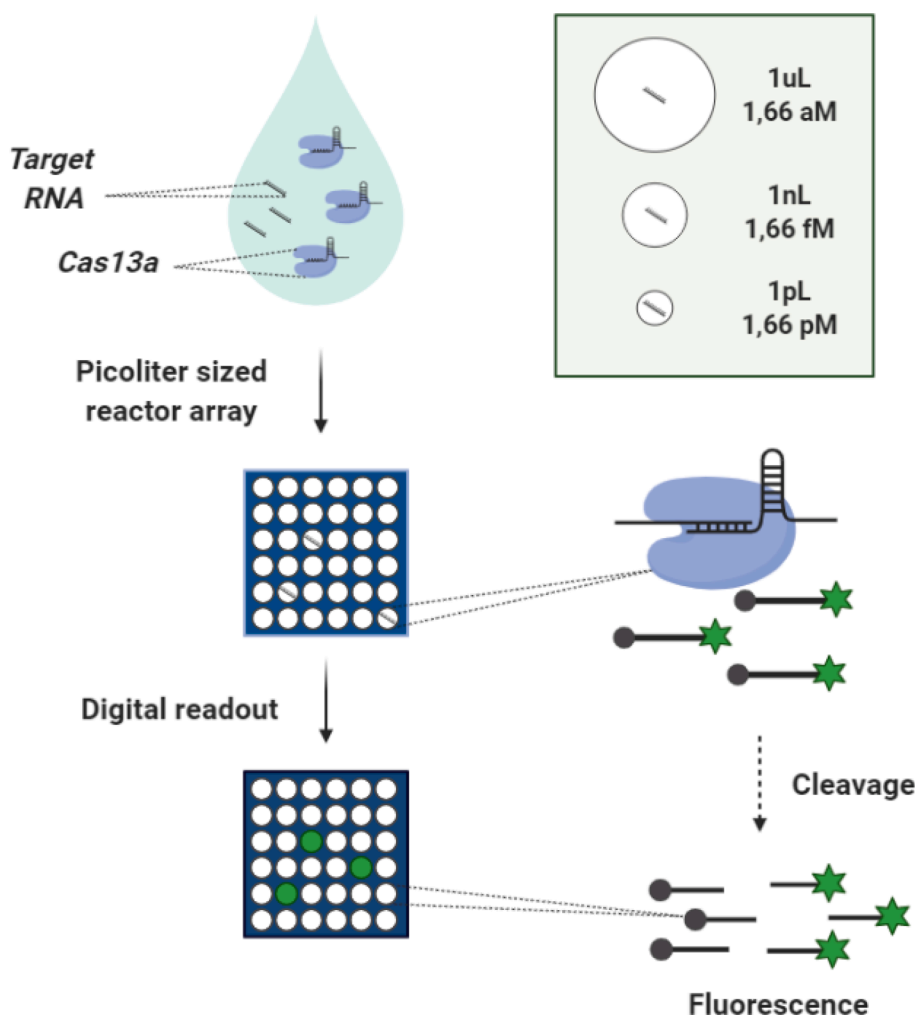 Target
RNA
Cas13a
1uL
1,66 aM
1nL
1,66 fM
1pL
1,66 pM
Picoliter sized
reactor array
Digital readout
Cleavage
Fluorescence